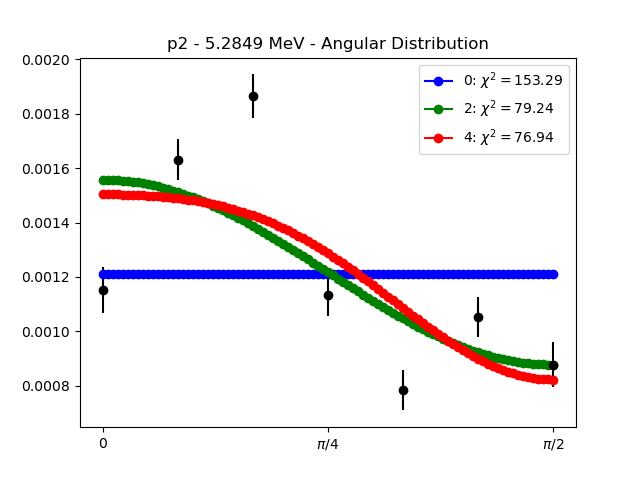 p2 - 5.2849 MeV - Angular Distribution
0.0020
0.0018
0.0016
0.0014
0.0012
0.0010
0.0008
0: χ² = 153.29
2: χ² = 79.24
4: χ² = 76.94
0
π/4
π/2